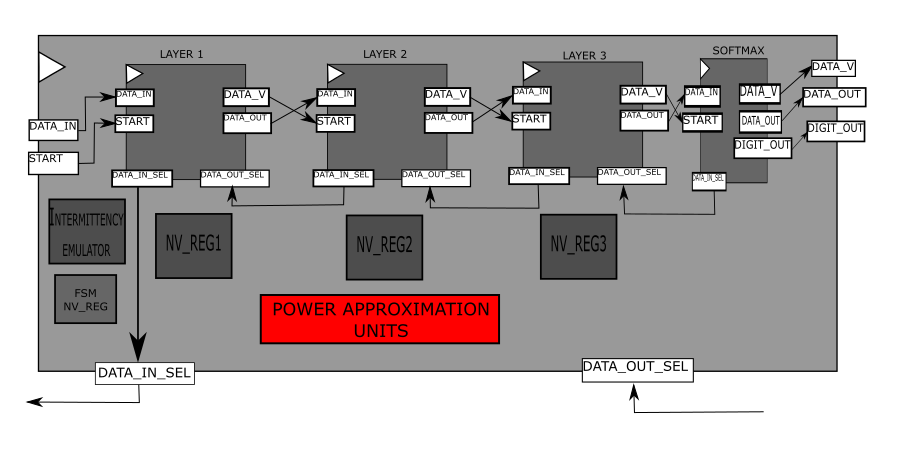 LAYER 1
LAYER 2
LAYER 3
SOFTMAX
DATA_IN
START
DATA_IN
START
DATA_V
DATA_OUT
DATA_IN_SEL
DATA_OUT_SEL
DATA_IN
START
DATA_V
DATA_OUT
DATA_IN_SEL
DATA_OUT_SEL
DATA_IN
START
DATA_V
DATA_OUT
DATA_IN_SEL
DATA_OUT_SEL
DATA_IN
START
DATA_V
DATA_OUT
DIGIT_OUT
DATA_IN_SEL
DATA_V
DATA_OUT
DIGIT_OUT
INTERMITTENCY
EMULATOR
FSM
NV_REG
NV_REG1
NV_REG2
NV_REG3
POWER APPROXIMATION
UNITS
DATA_IN_SEL
DATA_OUT_SEL